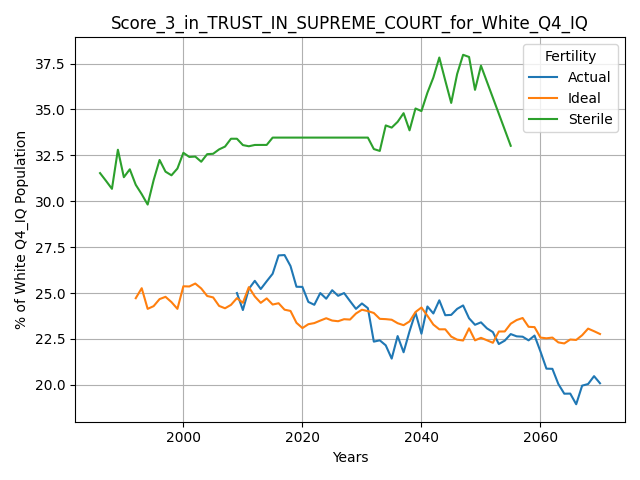 Score_3_in_TRUST_IN_SUPREME_COURT_for_White_Q4_IQ
Fertility
Actual
Ideal
Sterile
% of White Q4_IQ Population
37.5
35.0
32.5
30.0
27.5
25.0
22.5
20.0
2000
2020
2040
2060
Years